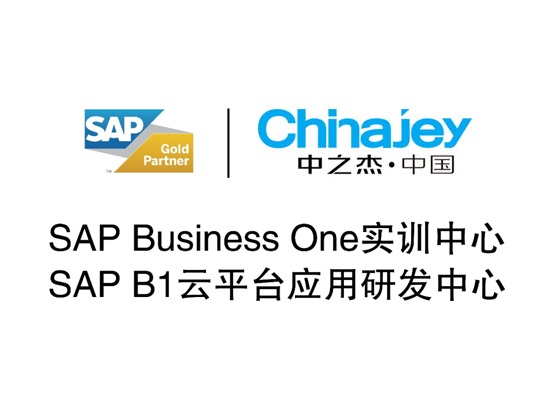 SAP
Gold
Partner
™
Chinajey
中之杰·中国
SAP Business One实训中心
SAP B1云平台应用研发中心